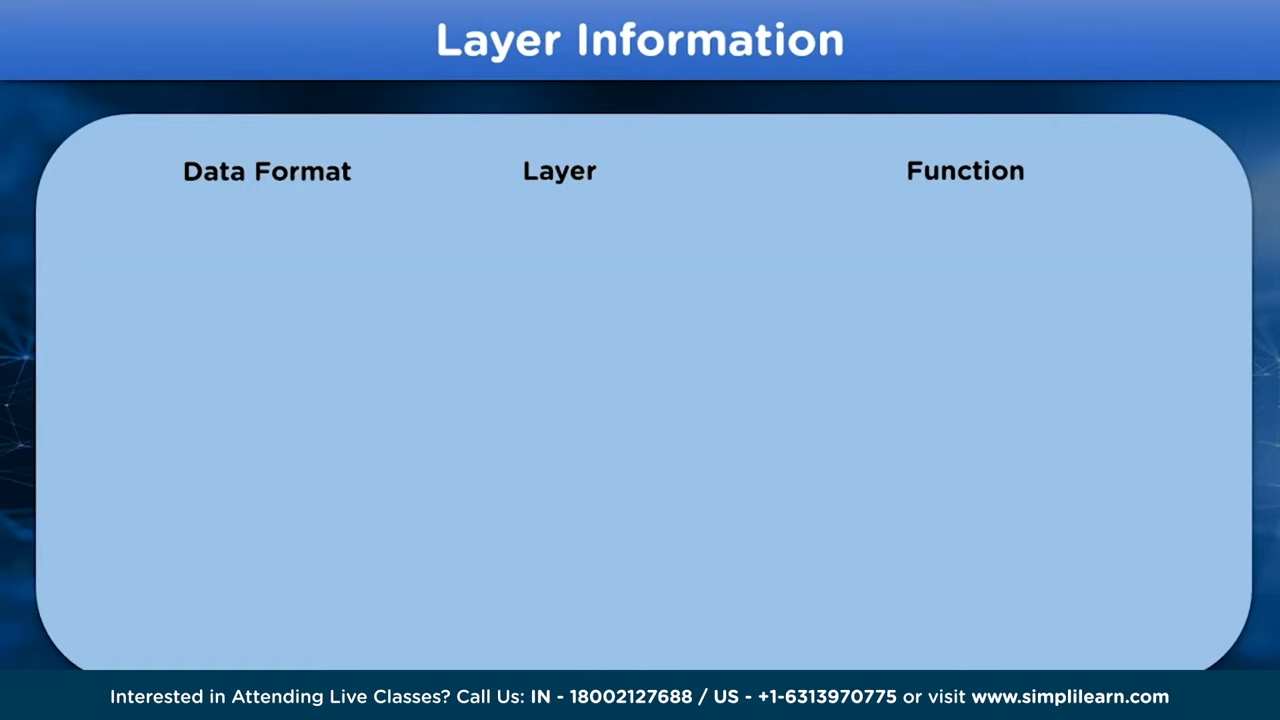 Layer Information
Data Format Layer Function
Interested in Attending Live Classes? Call Us: IN - 18002127688 / US - +1-6313970775 or visit www.simplilearn.com